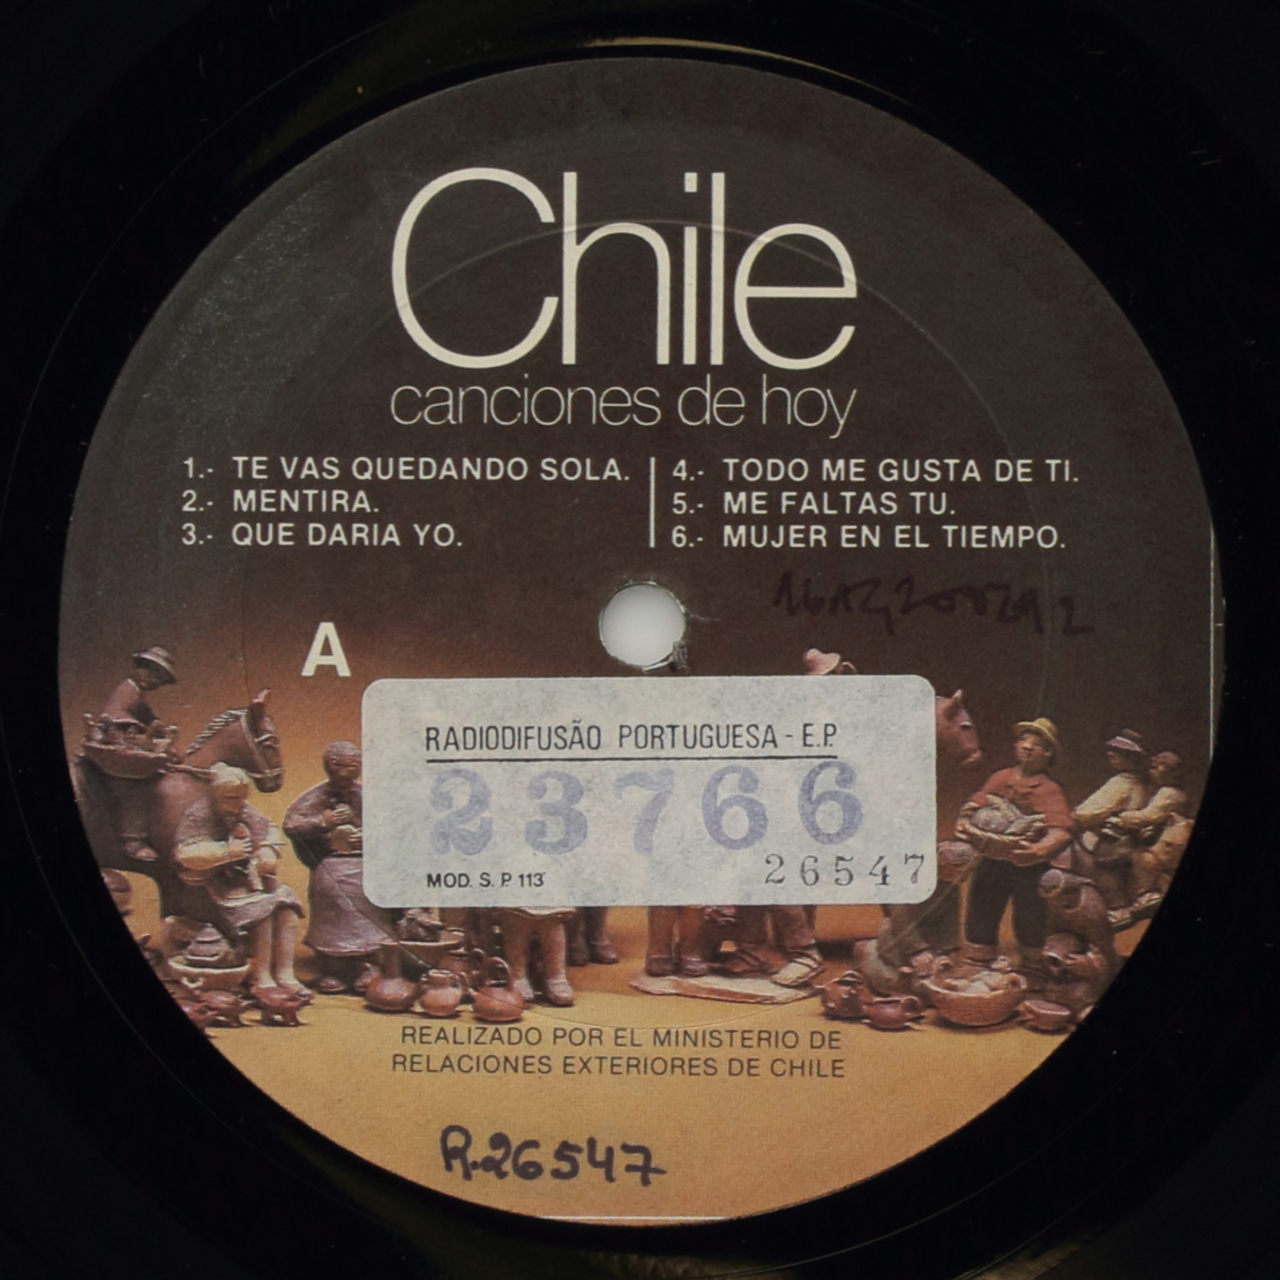 Chile
canciones de hoy
1.- TE VAS QUEDANDO SOLA.
2.- MENTIRA.
3.- QUE DARIA YO.
4.- TODO ME GUSTA DE TI.
5.- ME FALTAS TU.
6.- MUJER EN EL TIEMPO.
A
RADIODIFUSÃO PORTUGUESA - E.P.
23766
MOD. S. P. 113
26547
REALIZADO POR EL MINISTERIO DE
RELACIONES EXTERIORES DE CHILE
R.26547